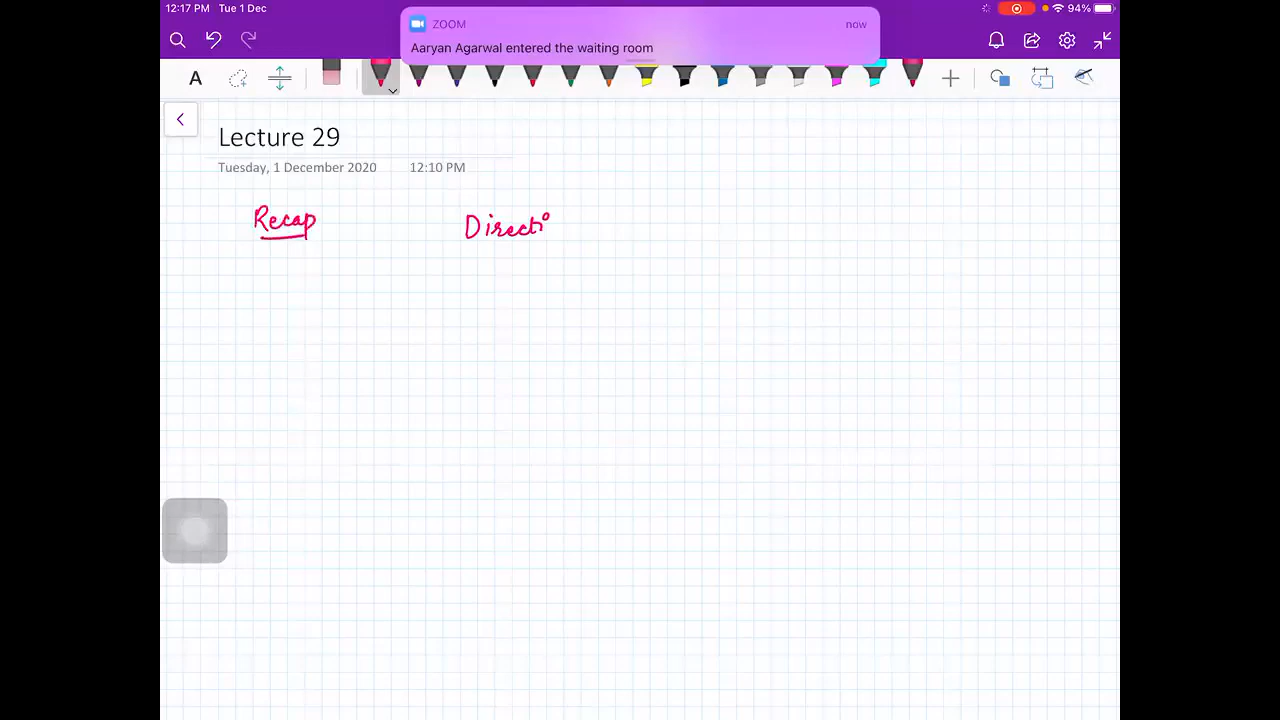 12:17 PM Tue 1 Dec
94%
ZOOM now
Aaryan Agarwal entered the waiting room
A
Lecture 29
Tuesday, 1 December 2020 12:10 PM
Recap Directi